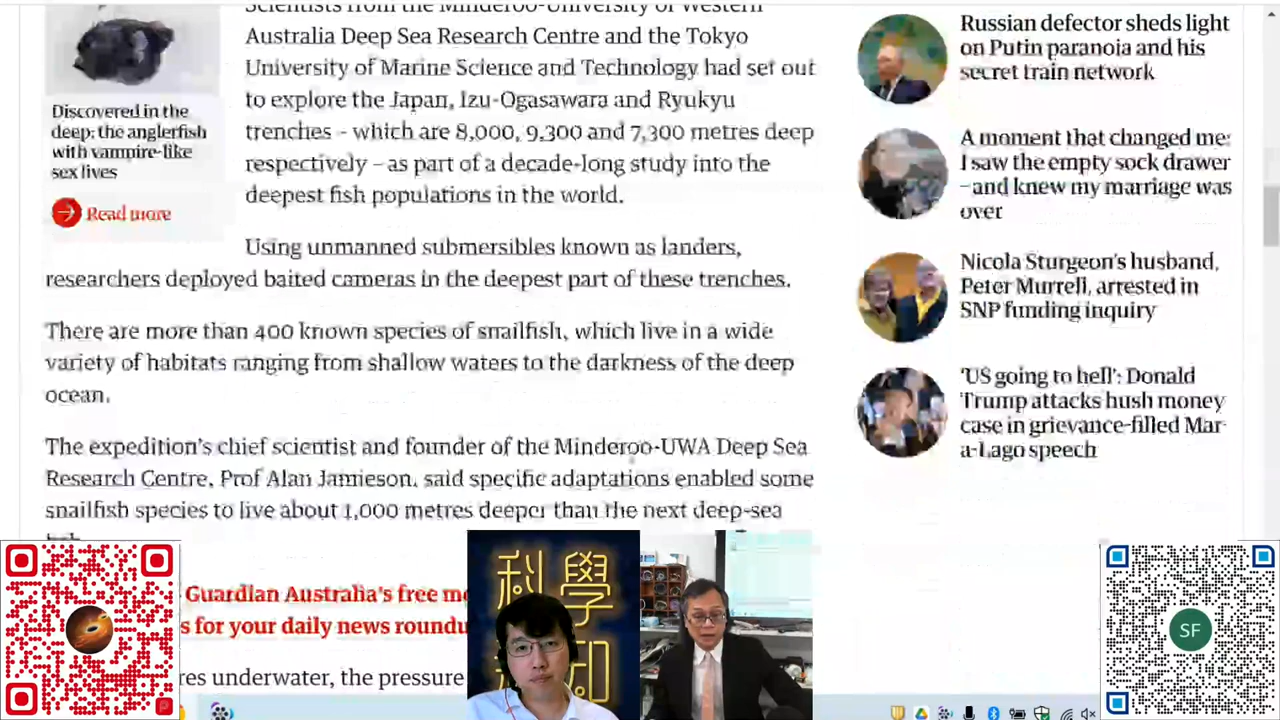 Scientists from the Minderoo-University of Western
Australia Deep Sea Research Centre and the Tokyo
University of Marine Science and Technology had set out
to explore the Japan, Izu-Ogasawara and Ryukyu
trenches – which are 8,000, 9,300 and 7,300 metres deep
respectively – as part of a decade-long study into the
deepest fish populations in the world.
Discovered in the
deep: the anglerfish
with vampire-like
sex lives
Read more
Using unmanned submersibles known as landers,
researchers deployed baited cameras in the deepest part of these trenches.
There are more than 400 known species of snailfish, which live in a wide
variety of habitats ranging from shallow waters to the darkness of the deep
ocean.
The expedition's chief scientist and founder of the Minderoo-UWA Deep Sea
Research Centre, Prof Alan Jamieson, said specific adaptations enabled some
snailfish species to live about 1,000 metres deeper than the next deep-sea
Guardian Australia's free
for your daily news
underwater, the pressure
Russian defector sheds light
on Putin paranoia and his
secret train network
A moment that changed me:
I saw the empty sock drawer
– and knew my marriage was
over
Nicola Sturgeon's husband,
Peter Murrell, arrested in
SNP funding inquiry
'US going to hell': Donald
Trump attacks hush money
case in grievance-filled Mar-
a-Lago speech
科學
知
SF